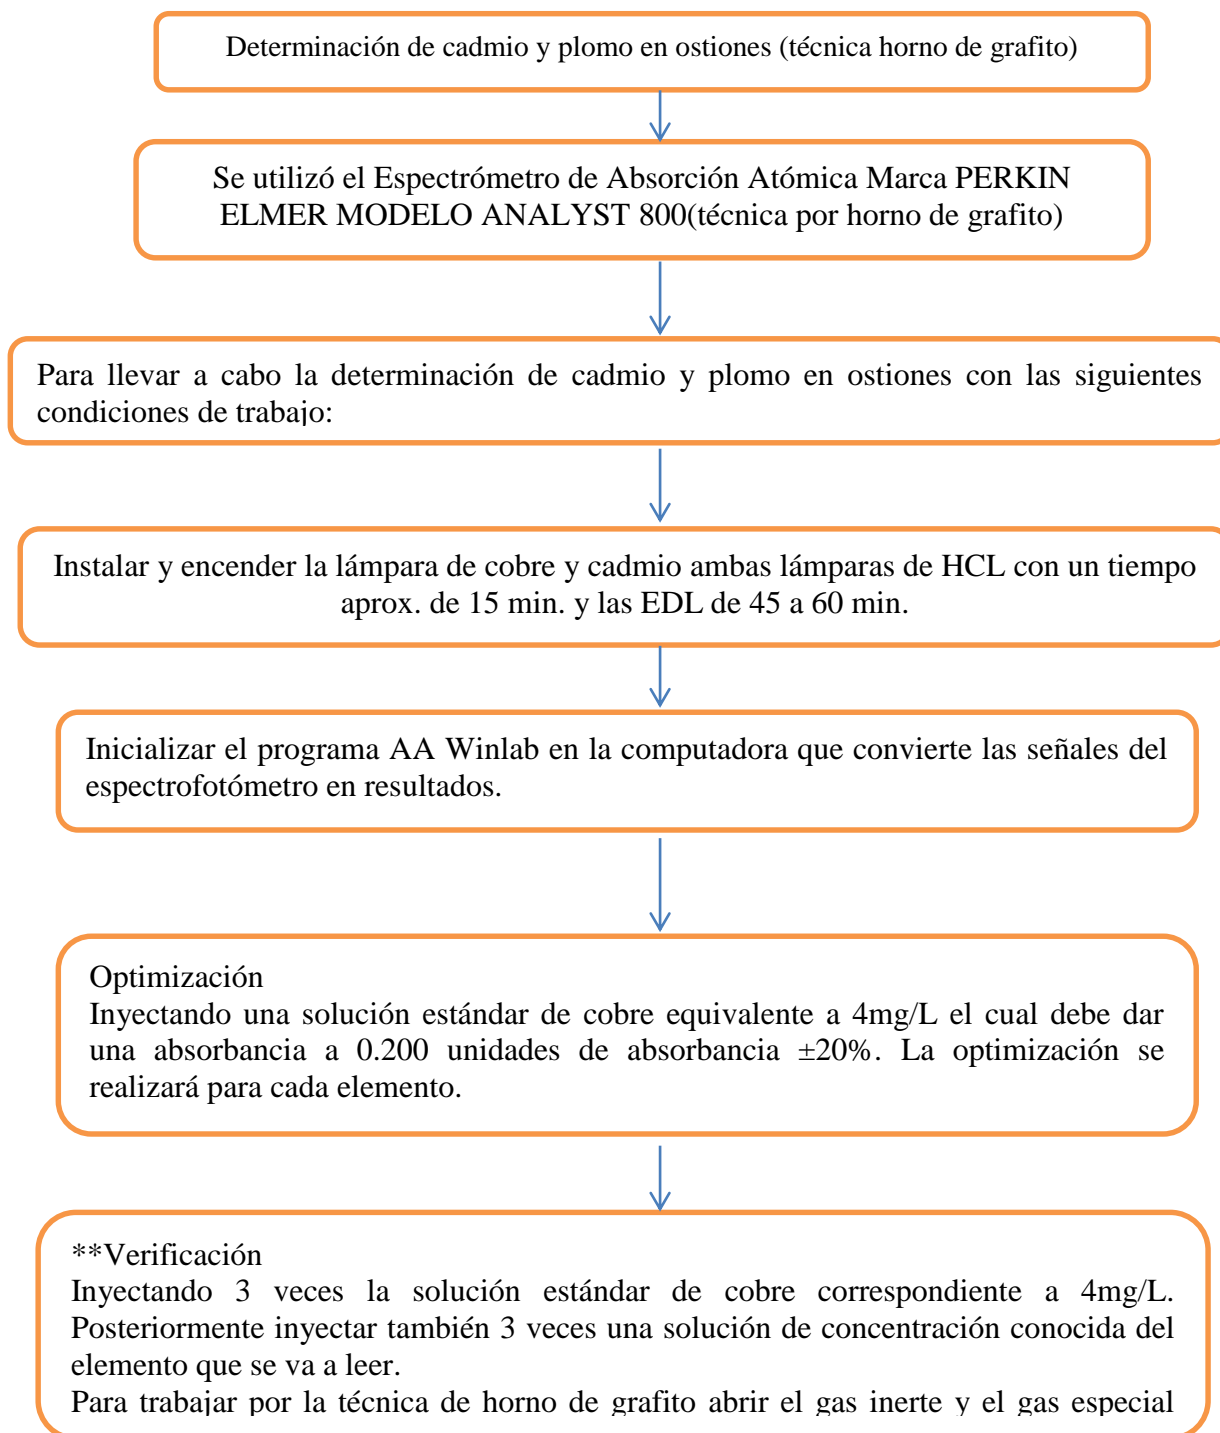 Determinación de cadmio y plomo en ostiones (técnica horno de grafito)
Se utilizó el Espectrómetro de Absorción Atómica Marca PERKIN
ELMER MODELO ANALYST 800(técnica por horno de grafito)
Para llevar a cabo la determinación de cadmio y plomo en ostiones con las siguientes
condiciones de trabajo:
Instalar y encender la lámpara de cobre y cadmio ambas lámparas de HCL con un tiempo
aprox. de 15 min. y las EDL de 45 a 60 min.
Inicializar el programa AA Winlab en la computadora que convierte las señales del
espectrofotómetro en resultados.
Optimización
Inyectando una solución estándar de cobre equivalente a 4mg/L el cual debe dar
una absorbancia a 0.200 unidades de absorbancia ±20%. La optimización se
realizará para cada elemento.
**Verificación
Inyectando 3 veces la solución estándar de cobre correspondiente a 4mg/L.
Posteriormente inyectar también 3 veces una solución de concentración conocida del
elemento que se va a leer.
Para trabajar por la técnica de horno de grafito abrir el gas inerte y el gas especial